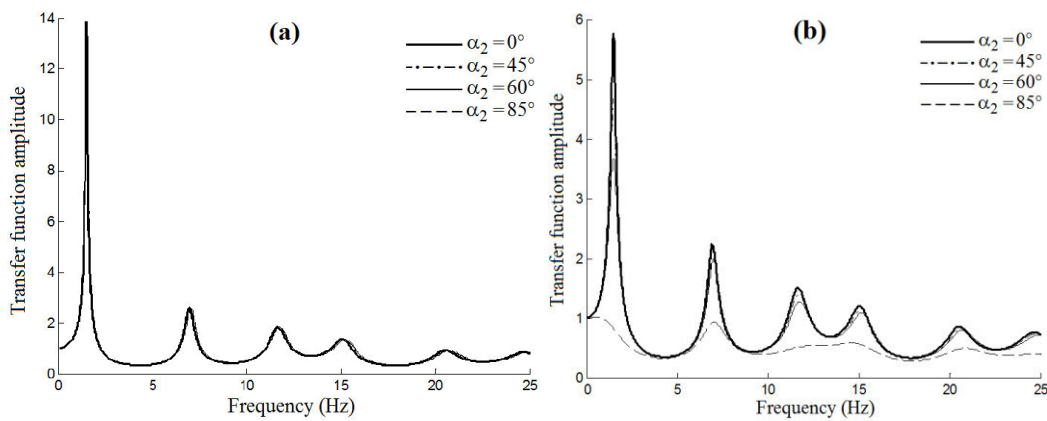 (a)
14
12
10
8
6
4
2
0
0
5
10
15
20
25
Transfer function amplitude
Frequency (Hz)
α₂ = 0°
α₂ = 45°
α₂ = 60°
α₂ = 85°
(b)
6
5
4
3
2
1
0
0
5
10
15
20
25
Transfer function amplitude
Frequency (Hz)
α₂ = 0°
α₂ = 45°
α₂ = 60°
α₂ = 85°